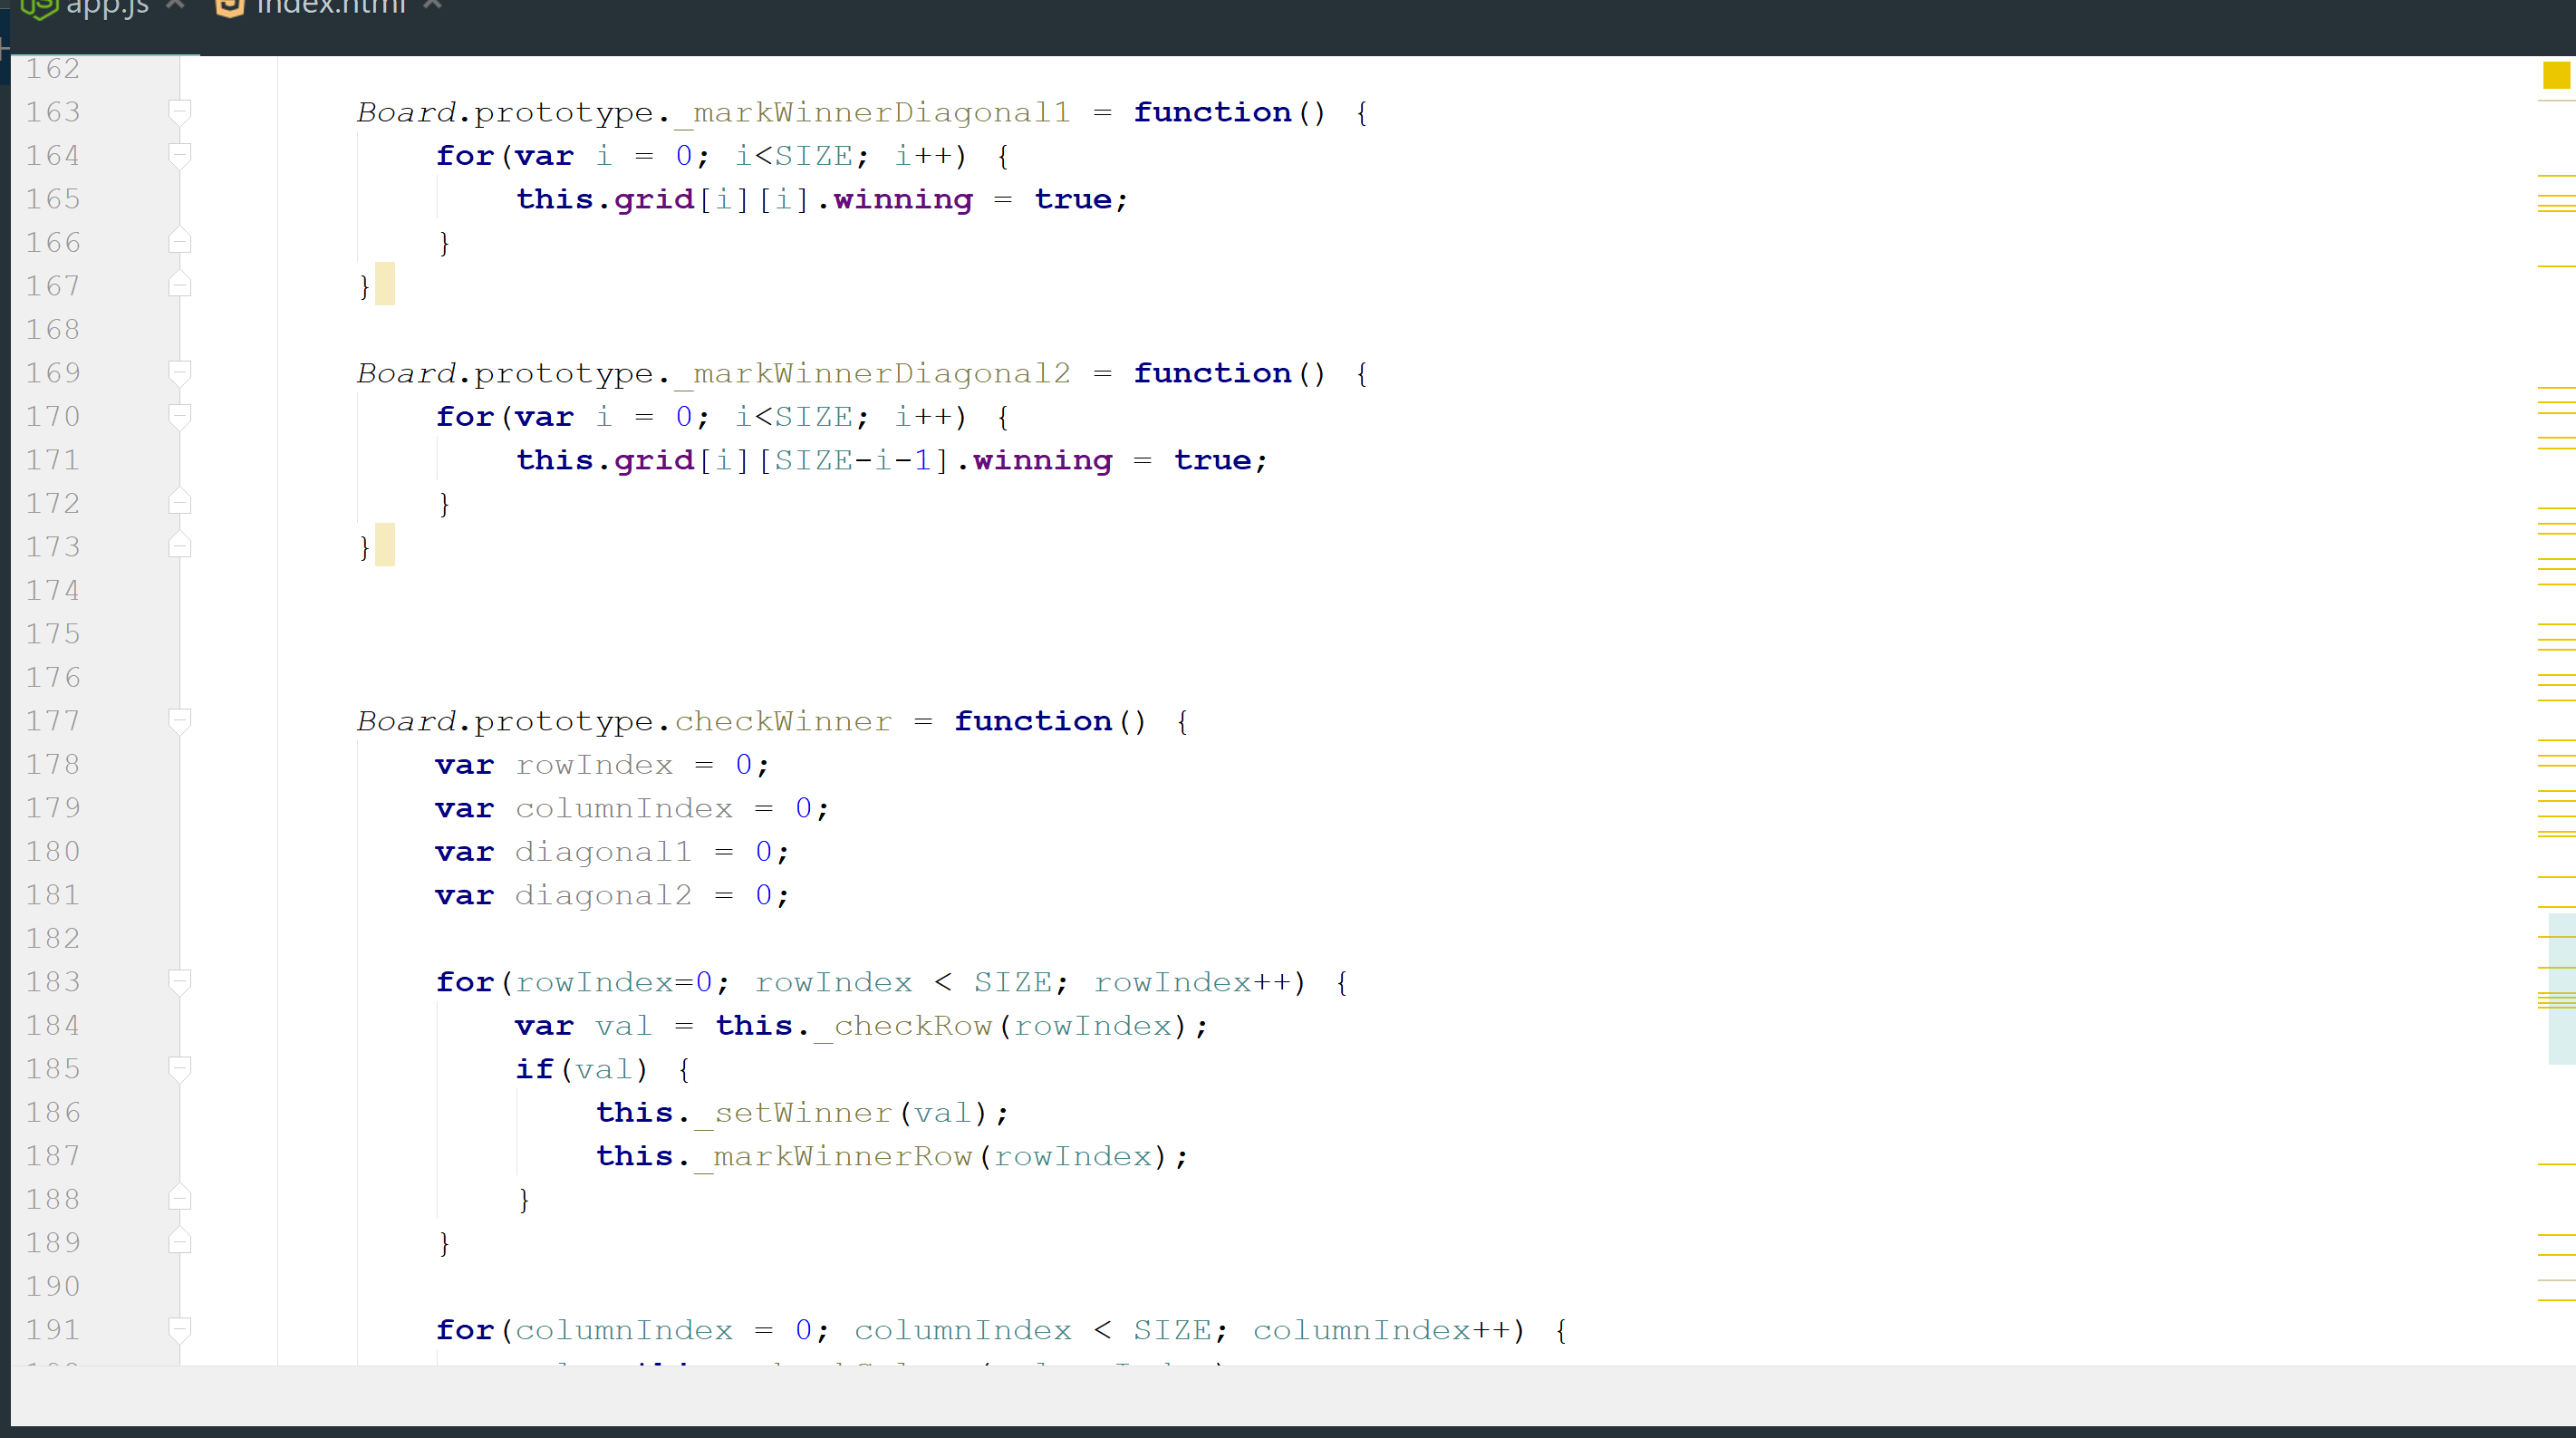 app.js × index.html ×
162
163 Board.prototype._markWinnerDiagonal1 = function() {
164 for(var i = 0; i<SIZE; i++) {
165 this.grid[i][i].winning = true;
166 }
167 }
168
169 Board.prototype._markWinnerDiagonal2 = function() {
170 for(var i = 0; i<SIZE; i++) {
171 this.grid[i][SIZE-i-1].winning = true;
172 }
173 }
174
175
176
177 Board.prototype.checkWinner = function() {
178 var rowIndex = 0;
179 var columnIndex = 0;
180 var diagonal1 = 0;
181 var diagonal2 = 0;
182
183 for(rowIndex=0; rowIndex < SIZE; rowIndex++) {
184 var val = this._checkRow(rowIndex);
185 if(val) {
186 this._setWinner(val);
187 this._markWinnerRow(rowIndex);
188 }
189 }
190
191 for(columnIndex = 0; columnIndex < SIZE; columnIndex++) {